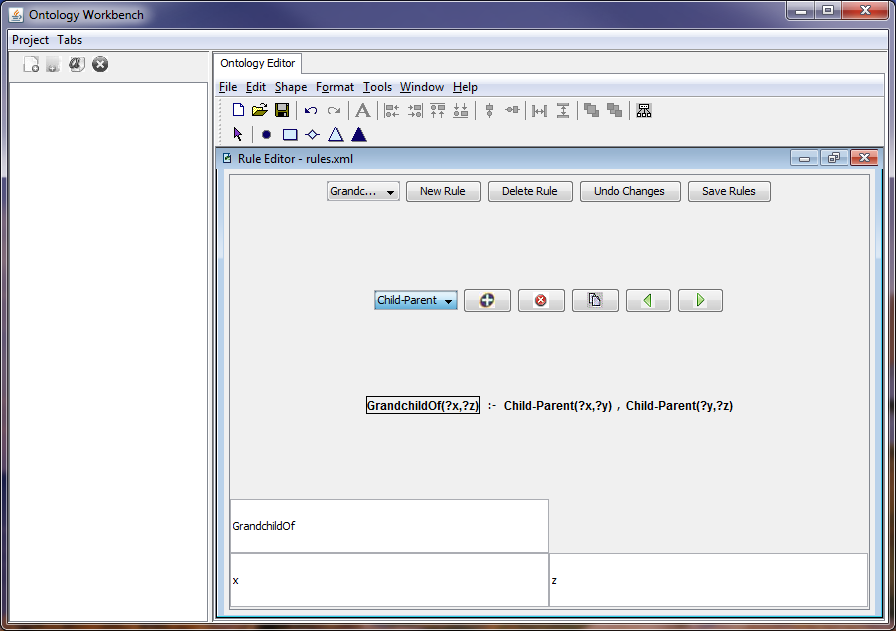 Ontology Workbench
Project Tabs
Ontology Editor
File Edit Shape Format Tools Window Help
A
Rule Editor - rules.xml
Grandc... New Rule Delete Rule Undo Changes Save Rules
Child-Parent
GrandchildOf(?x,?z) :- Child-Parent(?x,?y) , Child-Parent(?y,?z)
GrandchildOf
x z